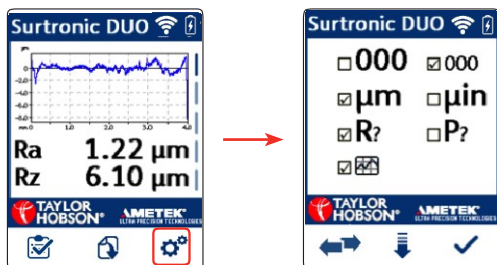 Surtronic DUO
µm
0
-2.0
-4.0
-6.0
mm 0 1.0 2.0 3.0 4.0
Ra 1.22 µm
Rz 6.10 µm
TAYLOR HOBSON® AMETEK®
ULTRA PRECISION TECHNOLOGIES
Surtronic DUO
000 000
µm µin
R? P?
TAYLOR HOBSON® AMETEK®
ULTRA PRECISION TECHNOLOGIES